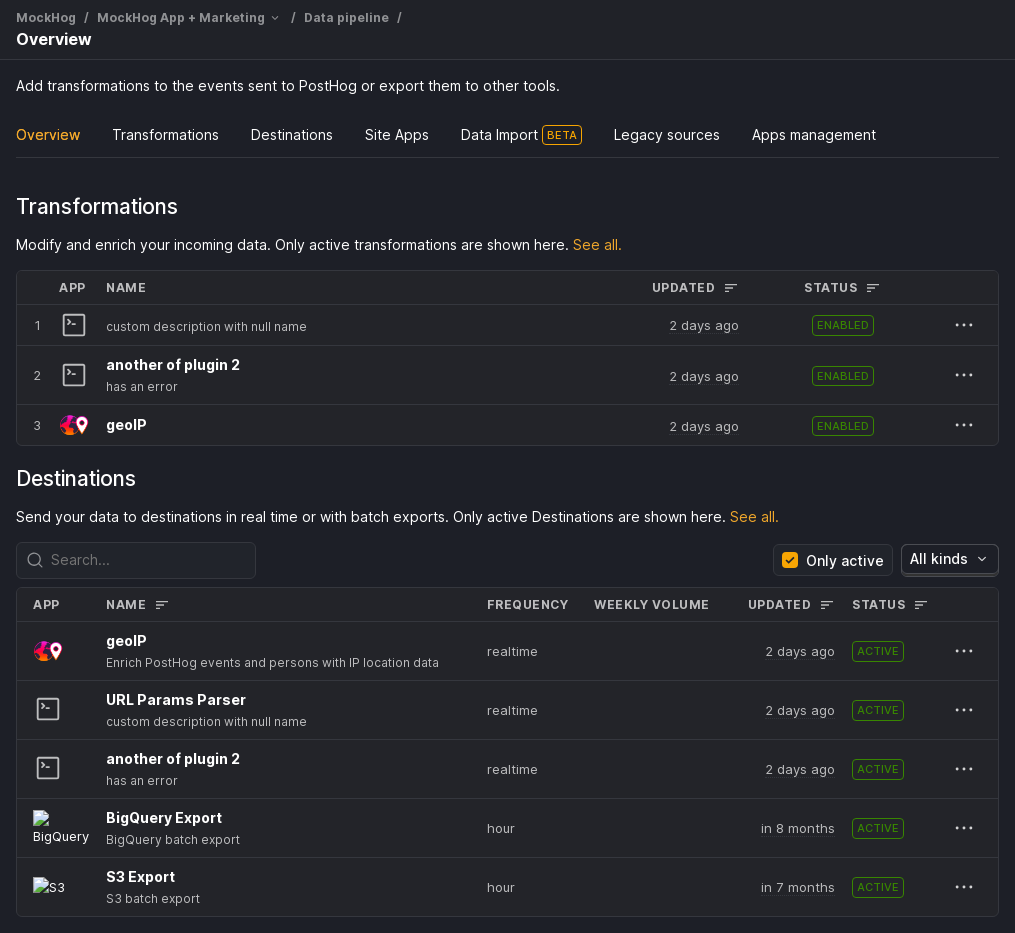 MockHog / MockHog App + Marketing / Data pipeline /
Overview
Add transformations to the events sent to PostHog or export them to other tools.
Overview Transformations Destinations Site Apps Data Import BETA Legacy sources Apps management
Transformations
Modify and enrich your incoming data. Only active transformations are shown here. See all.
APP NAME UPDATED STATUS
1 custom description with null name 2 days ago ENABLED
2 another of plugin 2 2 days ago ENABLED
has an error
3 geoIP 2 days ago ENABLED
Destinations
Send your data to destinations in real time or with batch exports. Only active Destinations are shown here. See all.
Search... Only active All kinds
APP NAME FREQUENCY WEEKLY VOLUME UPDATED STATUS
geoIP realtime 2 days ago ACTIVE
Enrich PostHog events and persons with IP location data
URL Params Parser realtime 2 days ago ACTIVE
custom description with null name
another of plugin 2 realtime 2 days ago ACTIVE
has an error
BigQuery BigQuery Export hour in 8 months ACTIVE
BigQuery batch export
S3 S3 Export hour in 7 months ACTIVE
S3 batch export